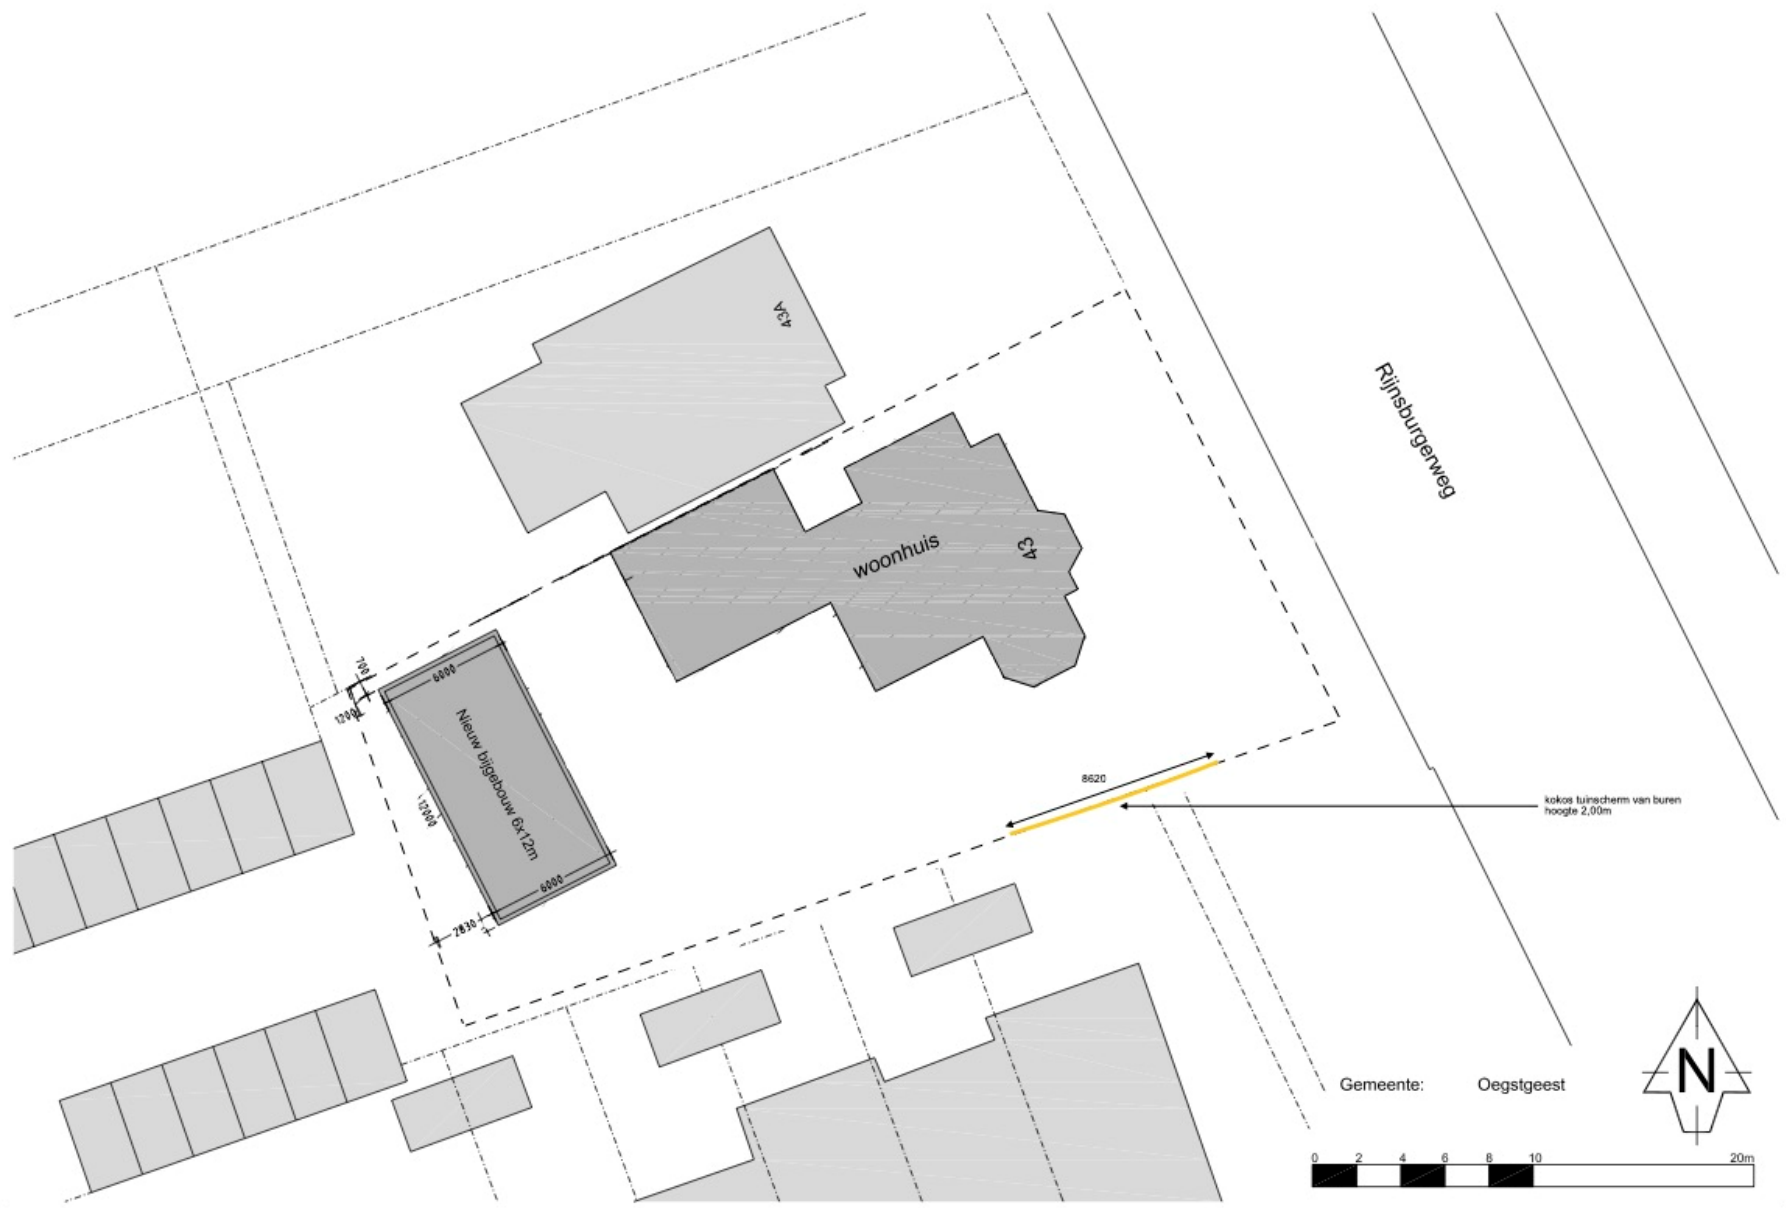 43A
Rijnsburgerweg
woonhuis
43
700
1200
6000
Nieuw bijgebouw 6x12m
12000
6000
2830
8620
kokos tuinscherm van buren
hoogte 2,00m
Gemeente: Oegstgeest
N
0 2 4 6 8 10 20m